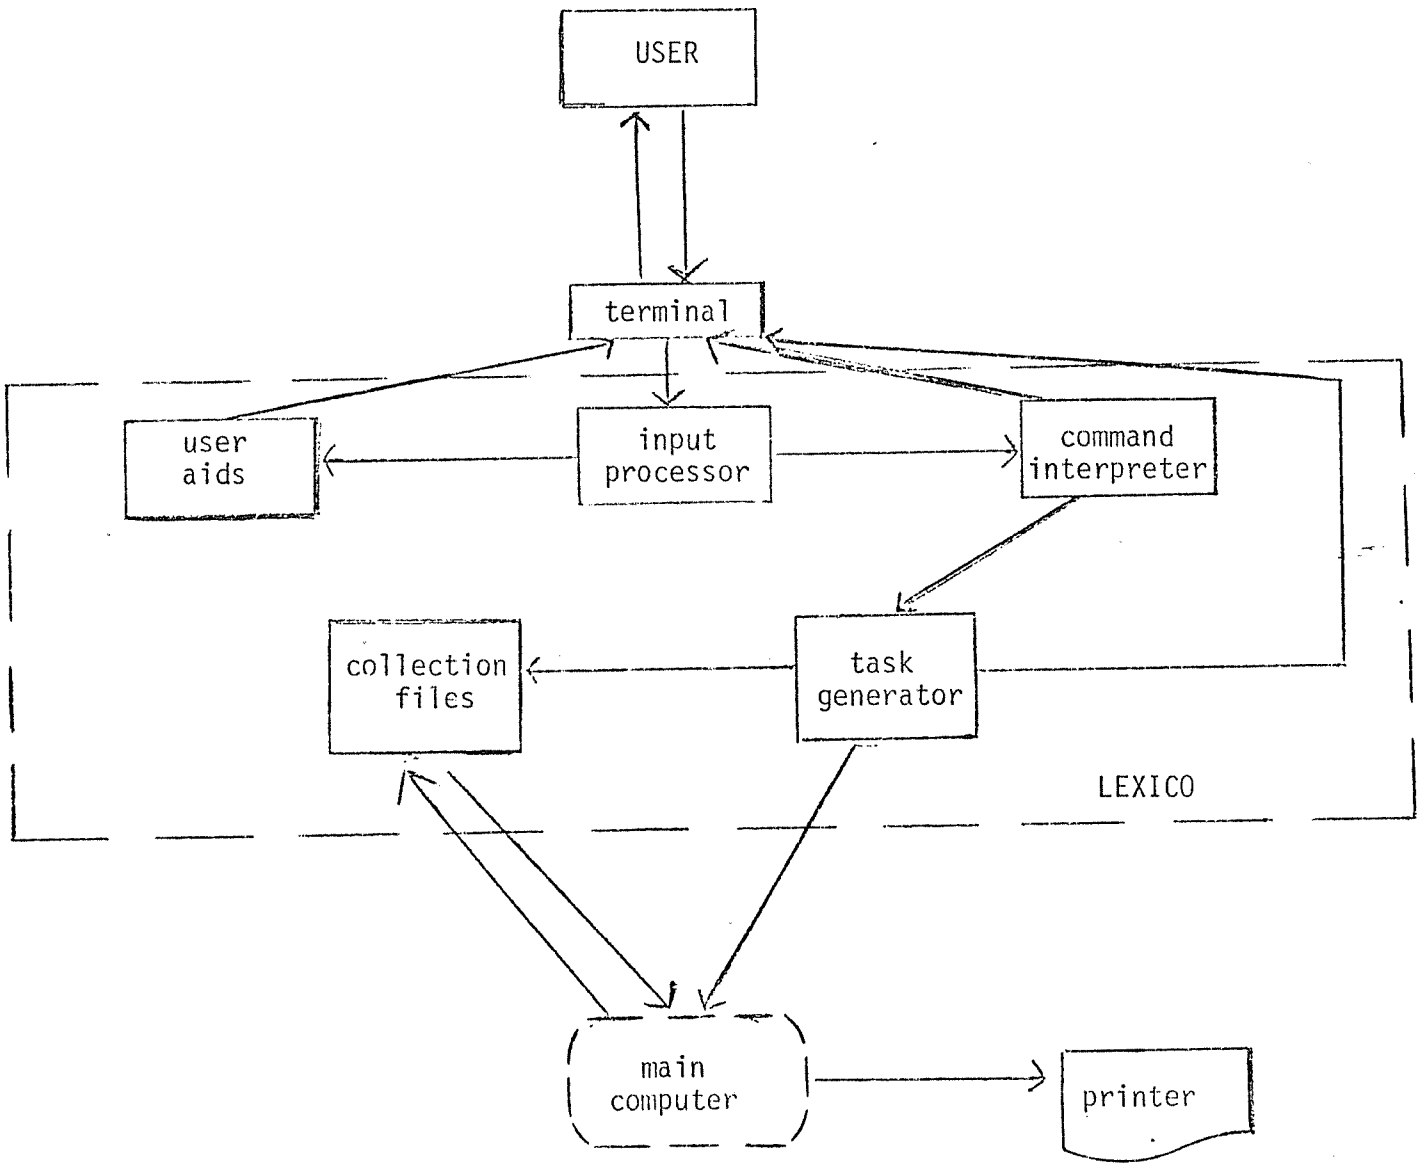 USER
terminal
user
aids
input
processor
command
interpreter
collection
files
task
generator
LEXICO
main
computer
printer